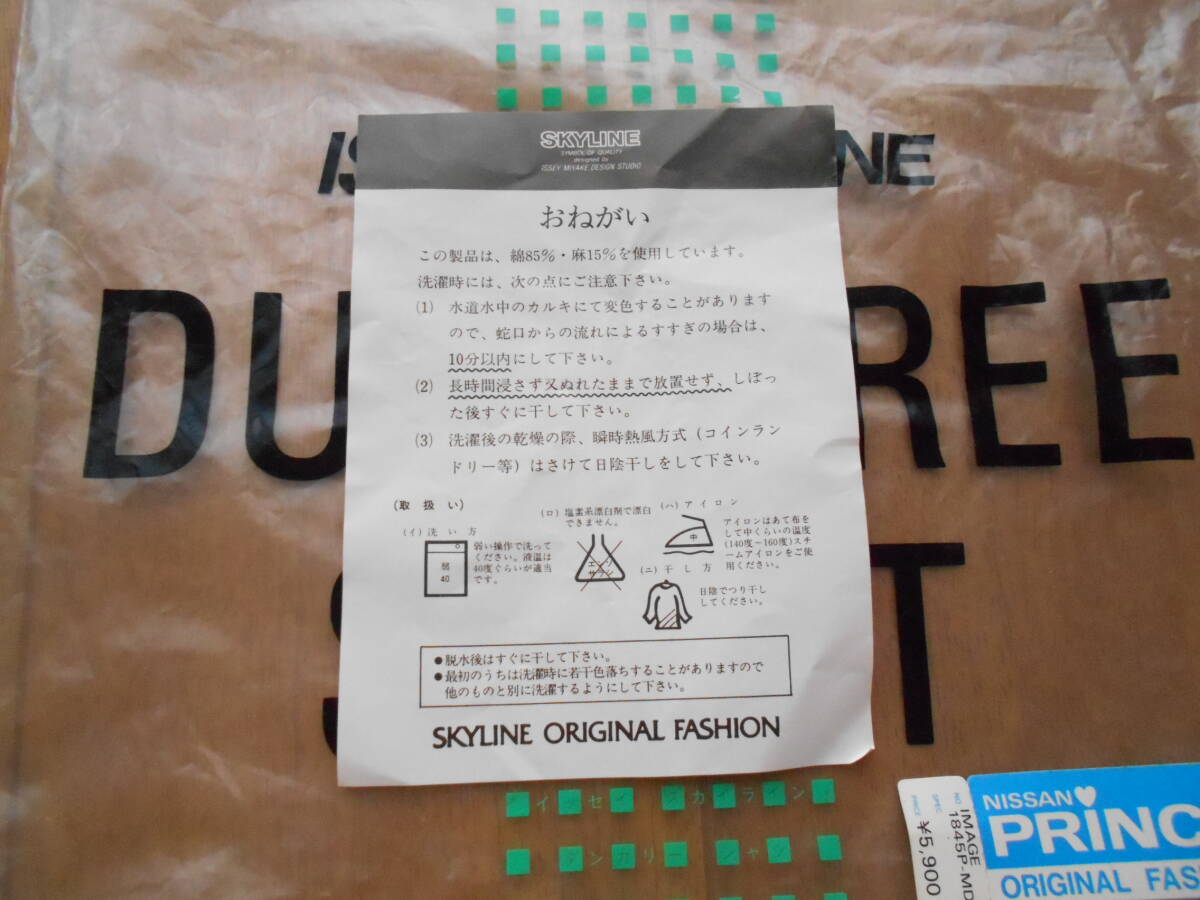 SKYLINE
SYMBOL OF QUALITY
designed by
ISSEY MIYAKE DESIGN STUDIO
おねがい
この製品は、綿85%・麻15%を使用しています。
洗濯時には、次の点にご注意下さい。
(1) 水道水中のカルキにて変色することがあります
ので、蛇口からの流れによるすすぎの場合は、
10分以内にして下さい。
(2) 長時間浸さず又ぬれたままで放置せず、しぼっ
た後すぐに干して下さい。
(3) 洗濯後の乾燥の際、瞬時熱風方式(コインラン
ドリー等)はさけて日陰干しをして下さい。
(取扱い)
(イ)洗い方
弱
40
弱い操作で洗って
ください。液温は
40度ぐらいが適当
です。
(ロ)塩素系漂白剤で漂白
できません。
エンソ
サラシ
(ハ)アイロン
中
アイロンはあて布を
して中くらいの温度
(140度~160度)スチ
ームアイロンをご使
用ください。
(ニ)干し方
日陰でつり干し
してください。
●脱水後はすぐに干して下さい。
●最初のうちは洗濯時に若干色落ちすることがありますので
他のものと別に洗濯するようにして下さい。
SKYLINE ORIGINAL FASHION
IS
NE
DU
REE
S
T
イッセイ スカイライン
ダンガリー シャツ
NO IMAGE
SPEC 1845P-MD
PRICE ¥5,900
NISSAN
PRINC
ORIGINAL FAS